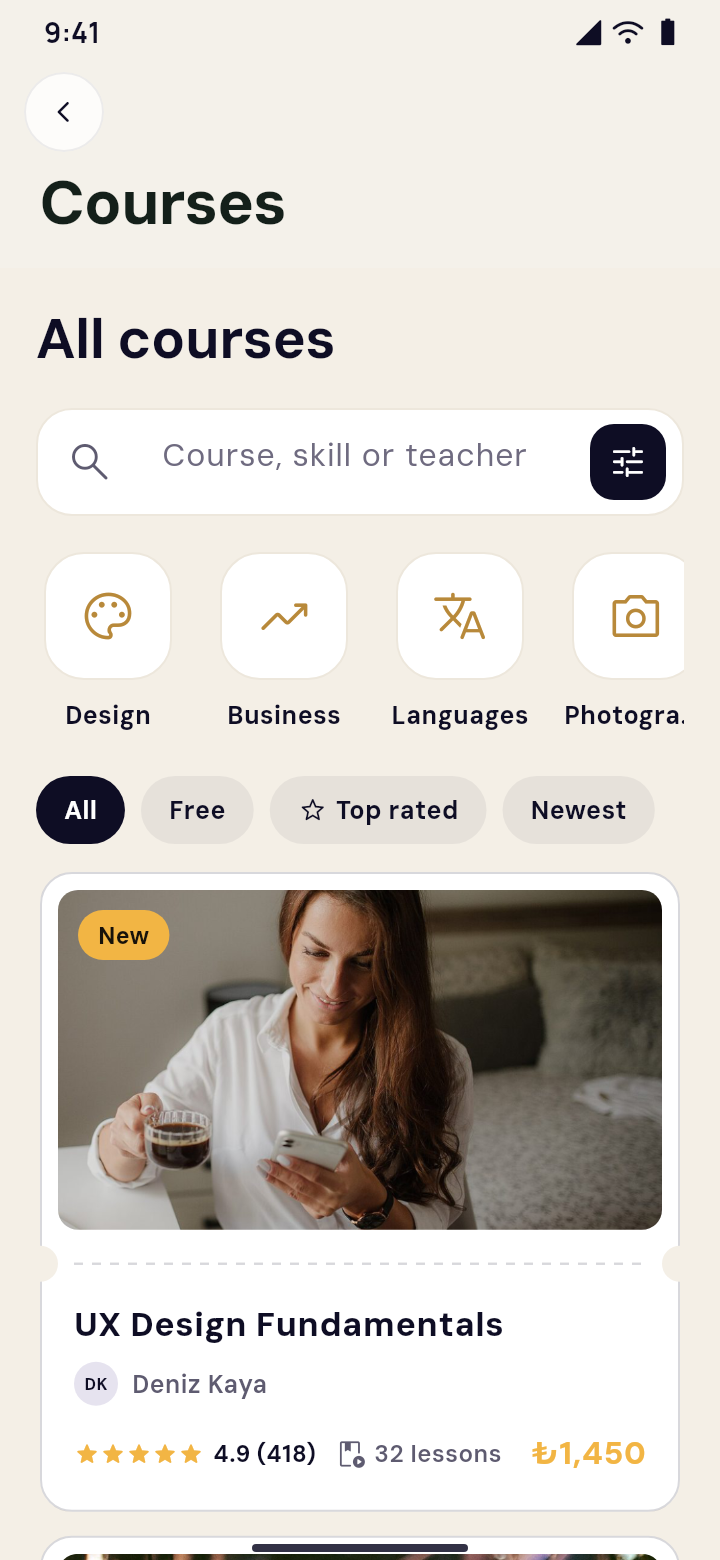 9:41
Courses
All courses
Course, skill or teacher
Design Business Languages Photogra.
All Free Top rated Newest
New
UX Design Fundamentals
DK Deniz Kaya
4.9 (418) 32 lessons ₺1,450